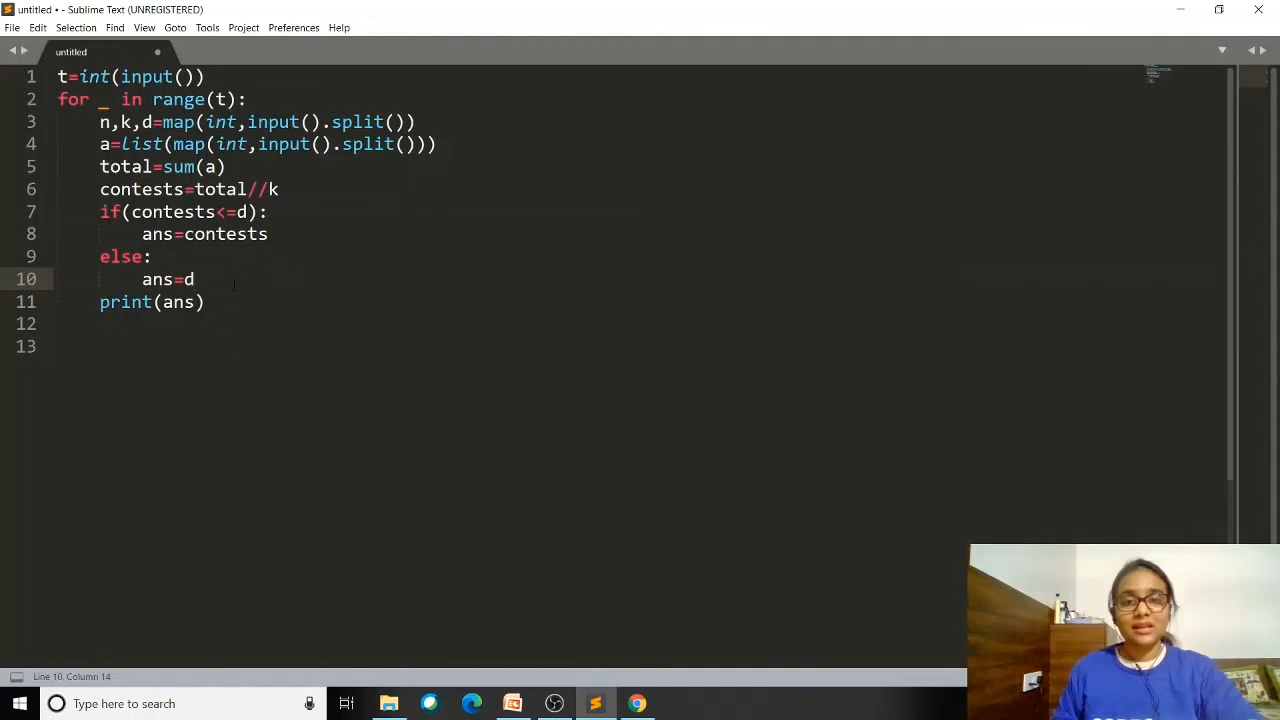 untitled • - Sublime Text (UNREGISTERED)
File Edit Selection Find View Goto Tools Project Preferences Help
untitled
1 t=int(input())
2 for _ in range(t):
3 n,k,d=map(int,input().split())
4 a=list(map(int,input().split()))
5 total=sum(a)
6 contests=total//k
7 if(contests<=d):
8 ans=contests
9 else:
10 ans=d
11 print(ans)
12
13
Line 10, Column 14
Type here to search